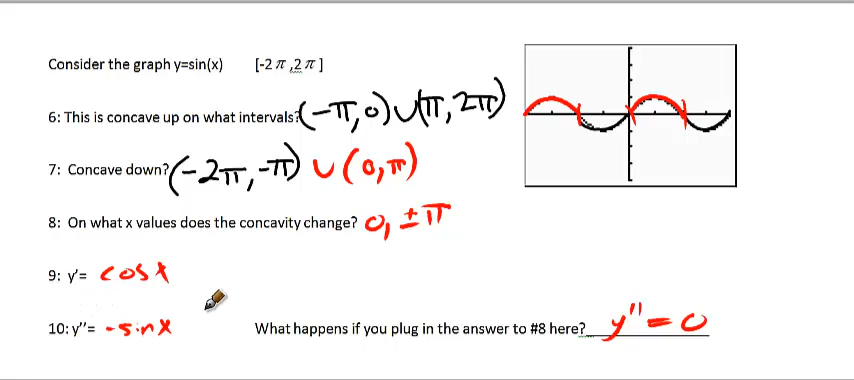 Consider the graph y=sin(x) [-2π ,2π]
6: This is concave up on what intervals? (-π,0)∪(π,2π)
7: Concave down? (-2π,-π) ∪ (0,π)
8: On what x values does the concavity change? 0, ±π
9: y'= cosx
10: y''= -sinx What happens if you plug in the answer to #8 here? y''=0